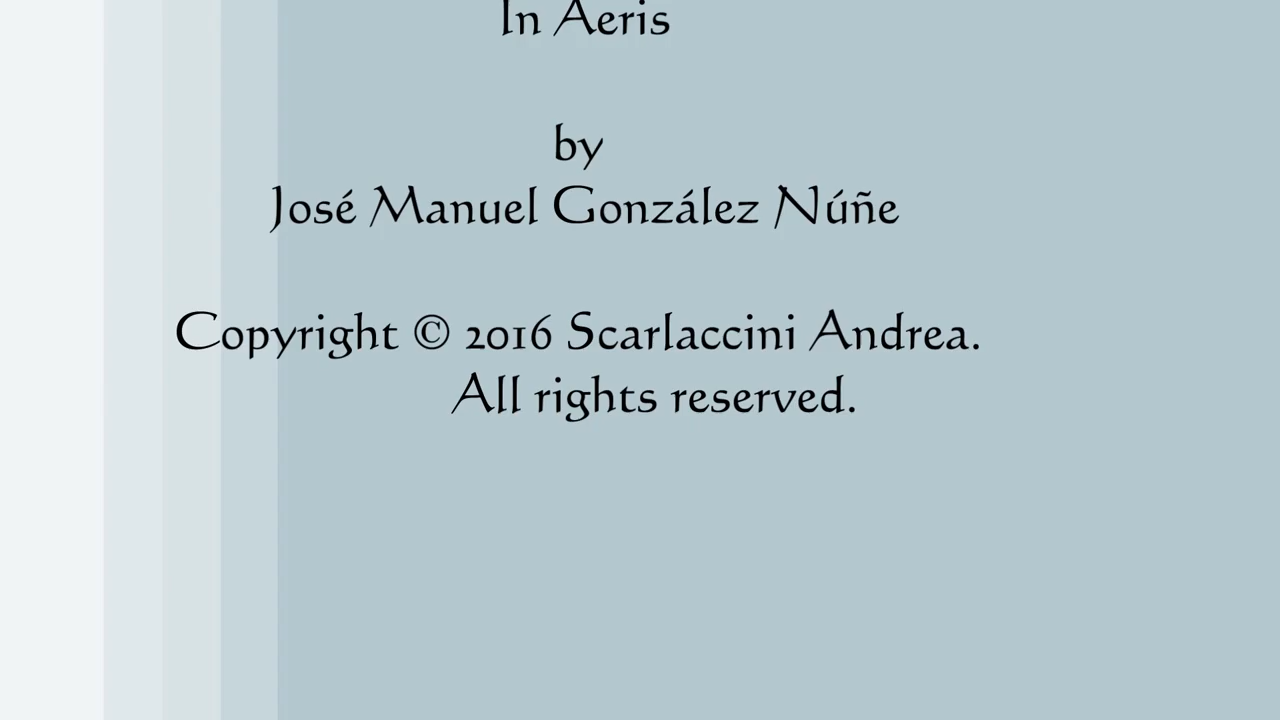 In Aeris
by
José Manuel González Núñe
Copyright © 2016 Scarlaccini Andrea.
All rights reserved.